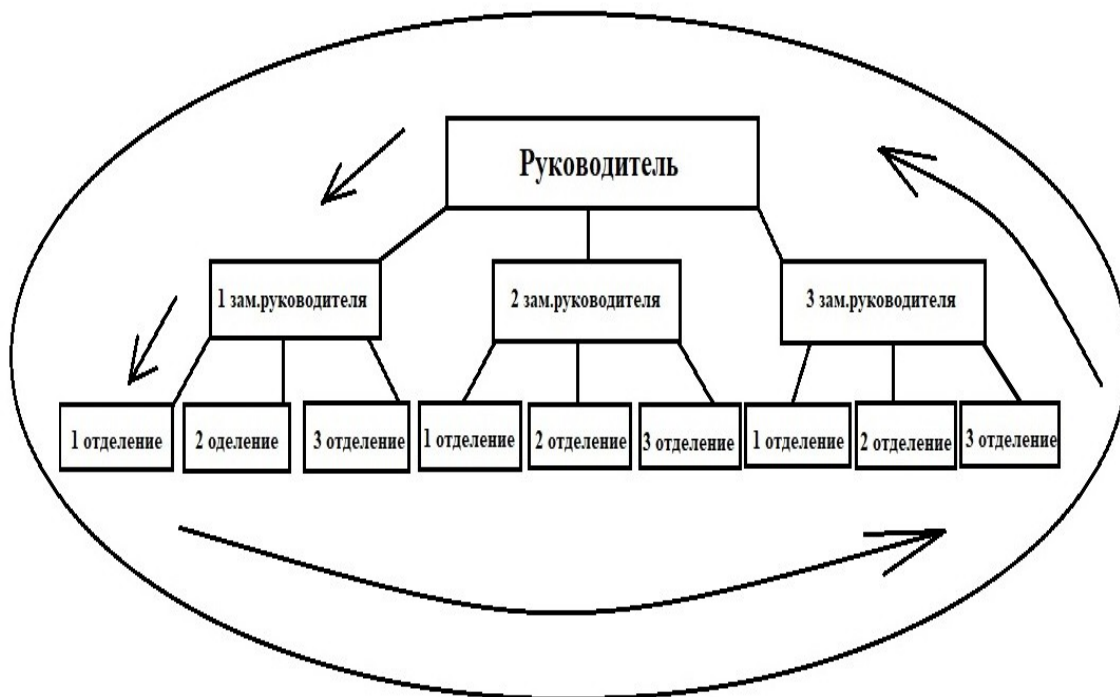 Руководитель
1 зам.руководителя
2 зам.руководителя
3 зам.руководителя
1 отделение
2 оделение
3 отделение
1 отделение
2 отделение
3 отделение
1 отделение
2 отделение
3 отделение